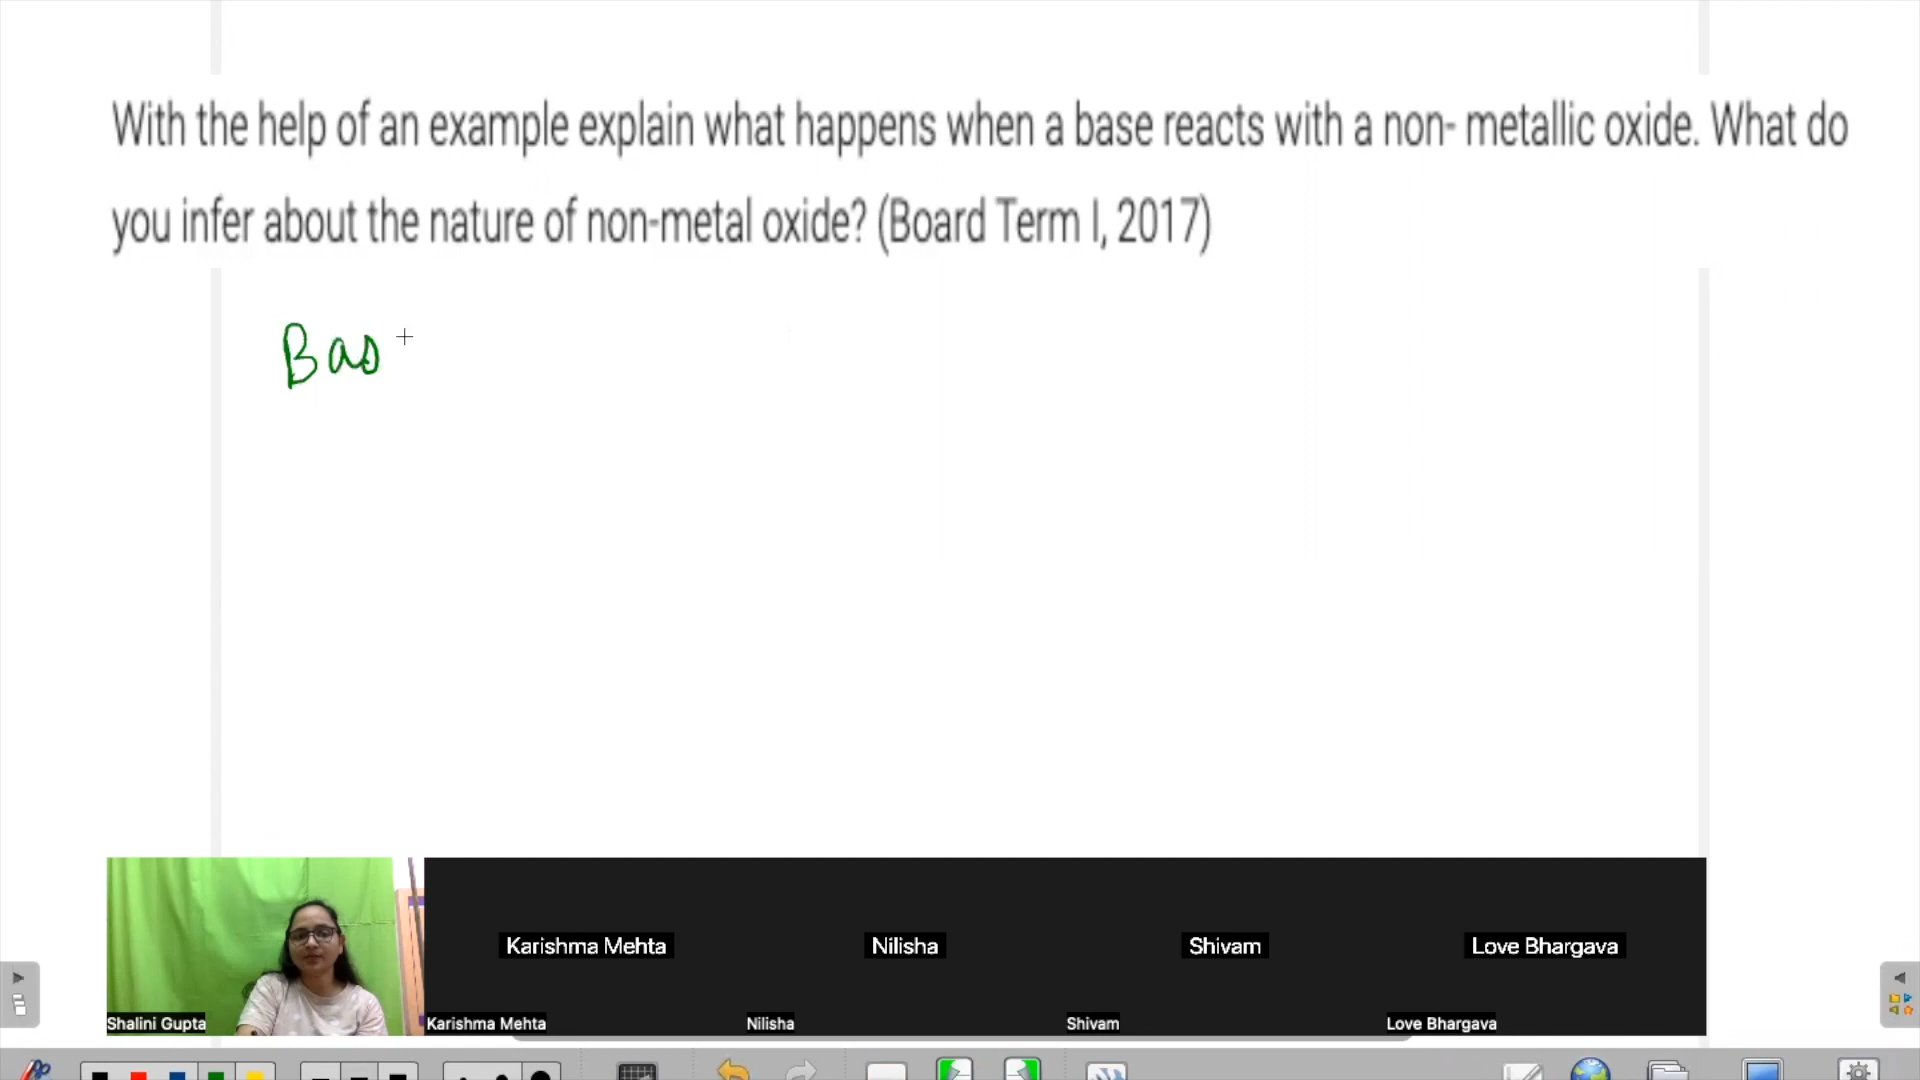 With the help of an example explain what happens when a base reacts with a non- metallic oxide. What do
you infer about the nature of non-metal oxide? (Board Term I, 2017)
Bas
Karishma Mehta
Nilisha
Shivam
Love Bhargava
Shalini Gupta
Karishma Mehta
Nilisha
Shivam
Love Bhargava